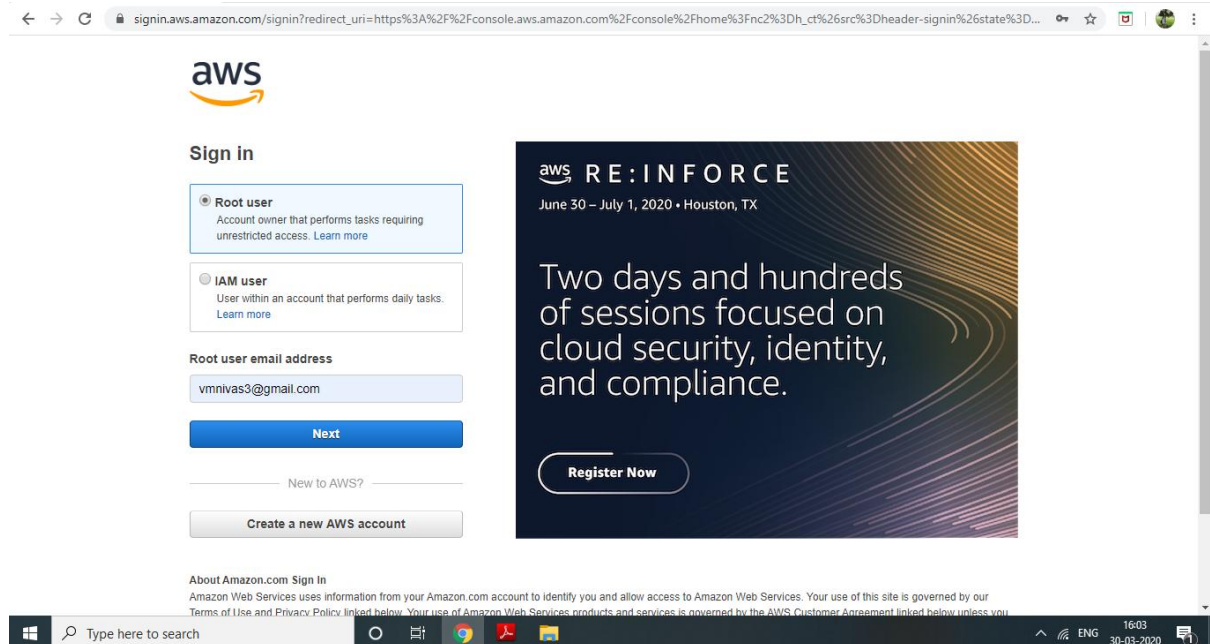 signin.aws.amazon.com/signin?redirect_uri=https%3A%2F%2Fconsole.aws.amazon.com%2Fconsole%2Fhome%3Fnc2%3Dh_ct%26src%3Dheader-signin%26state%3D...
aws
Sign in
Root user
Account owner that performs tasks requiring
unrestricted access. Learn more
IAM user
User within an account that performs daily tasks.
Learn more
Root user email address
vmnivas3@gmail.com
Next
New to AWS?
Create a new AWS account
aws RE:INFORCE
June 30 – July 1, 2020 • Houston, TX
Two days and hundreds
of sessions focused on
cloud security, identity,
and compliance.
Register Now
About Amazon.com Sign In
Amazon Web Services uses information from your Amazon.com account to identify you and allow access to Amazon Web Services. Your use of this site is governed by our
Terms of Use and Privacy Policy linked below. Your use of Amazon Web Services products and services is governed by the AWS Customer Agreement linked below unless you
Type here to search
ENG
16:03
30-03-2020
1